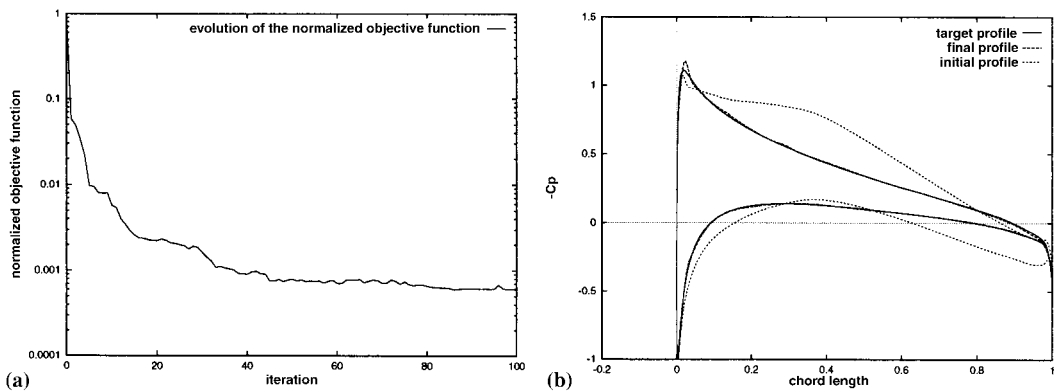 evolution of the normalized objective function
normalized objective function
1
0.1
0.01
0.001
0.0001
0
20
40
60
80
100
iteration
(a)
target profile
final profile
initial profile
-Cp
1.5
1
0.5
0
-0.5
-1
-0.2
0
0.2
0.4
0.6
0.8
1
chord length
(b)